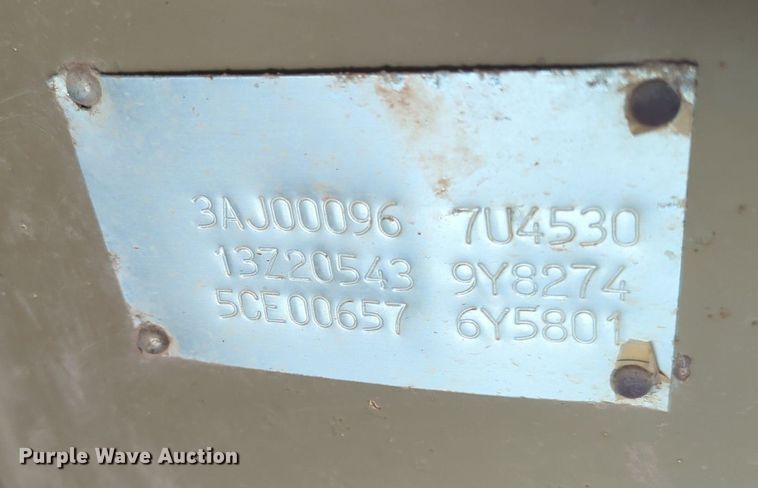 3AJ00096 7U4530
13Z20543 9Y8274
5CE00657 6Y5801
Purple Wave Auction